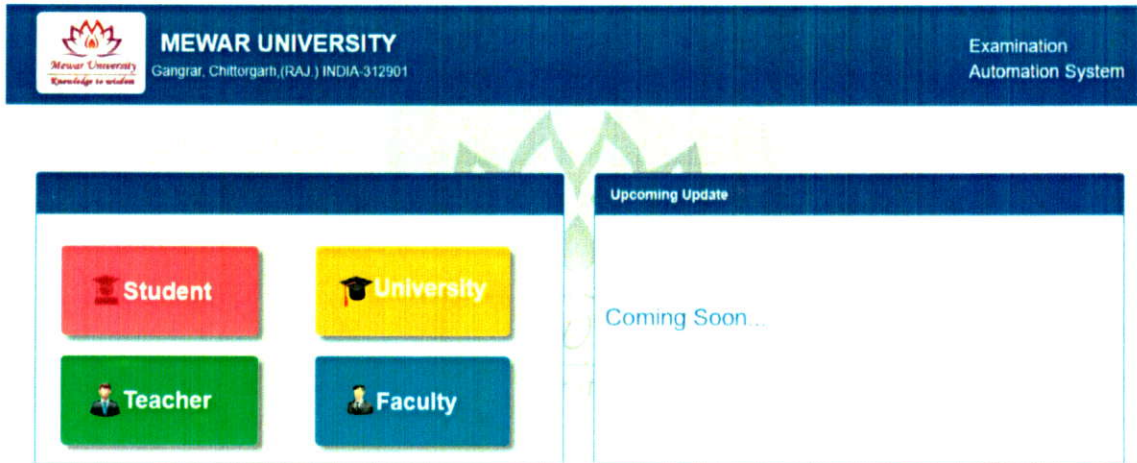 Mewar University
Knowledge to wisdom
MEWAR UNIVERSITY
Gangrar, Chittorgarh,(RAJ.) INDIA-312901
Examination
Automation System
Student
University
Teacher
Faculty
Upcoming Update
Coming Soon...